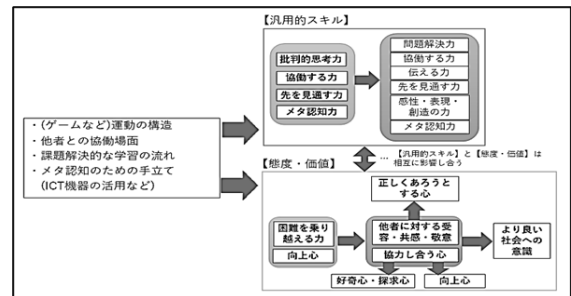 【汎用的スキル】
批判的思考力
協働する力
先を見通す力
メタ認知力
問題解決力
協働する力
伝える力
先を見通す力
感性・表現・
創造の力
メタ認知力
・(ゲームなど)運動の構造
・他者との協働場面
・課題解決的な学習の流れ
・メタ認知のための手立て
(ICT機器の活用など)
… 【汎用的スキル】と【態度・価値】は
相互に影響し合う
【態度・価値】
正しくあろうと
する心
困難を乗り
越える力
向上心
他者に対する受
容・共感・敬意
協力し合う心
より良い
社会への
意識
好奇心・探求心
向上心